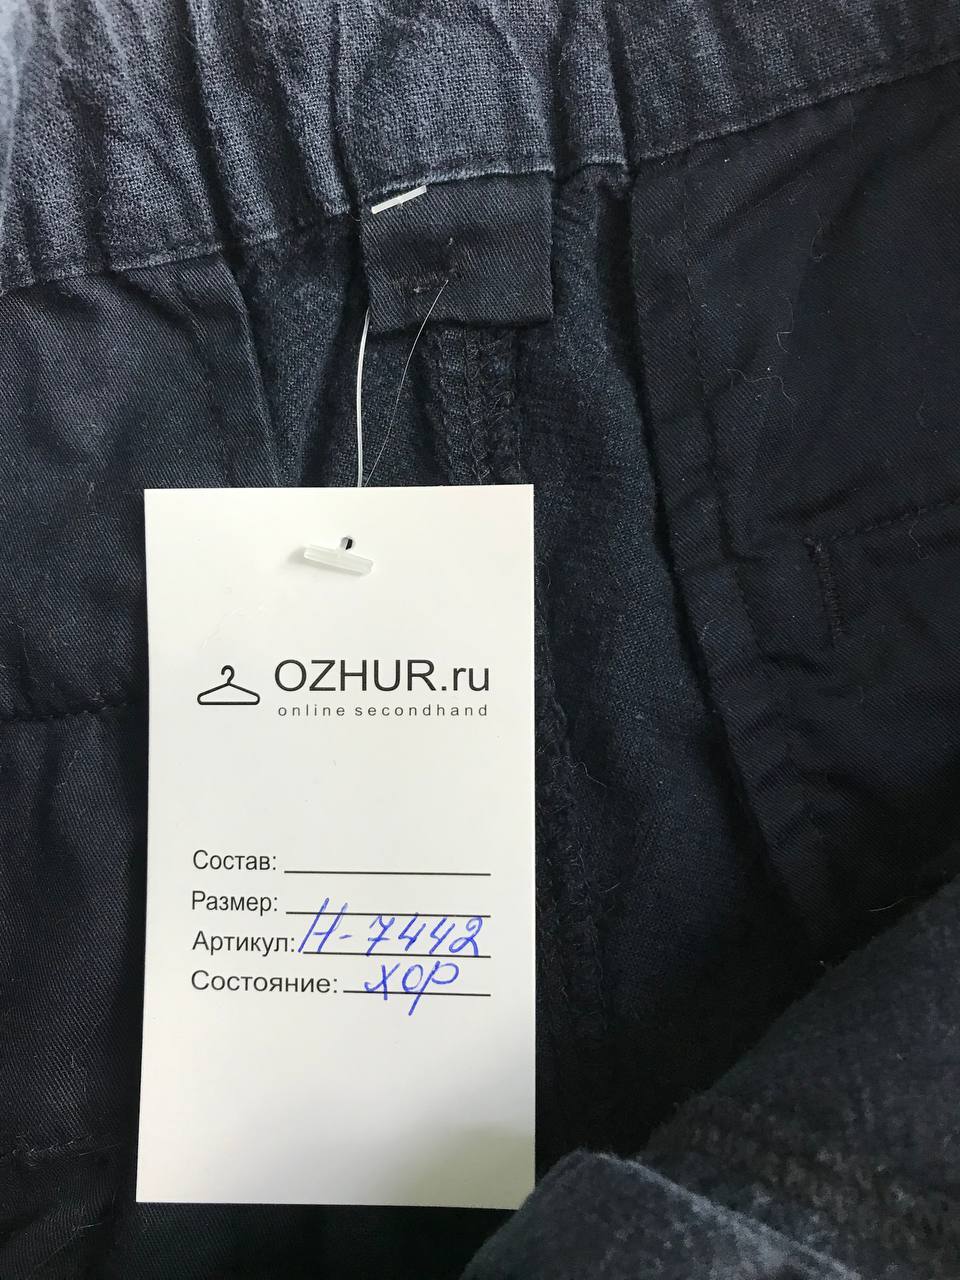 OZHUR.ru
online secondhand
Состав:
Размер:
Артикул: Н-7442
Состояние: хор